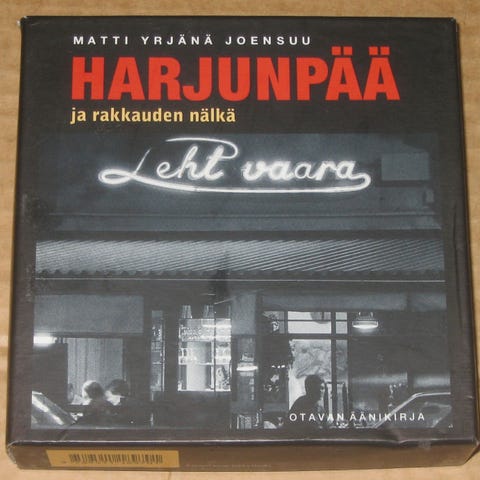 MATTI YRJÄNÄ JOENSUU
HARJUNPÄÄ
ja rakkauden nälkä
Leht vaara
OTAVAN ÄÄNIKIRJA